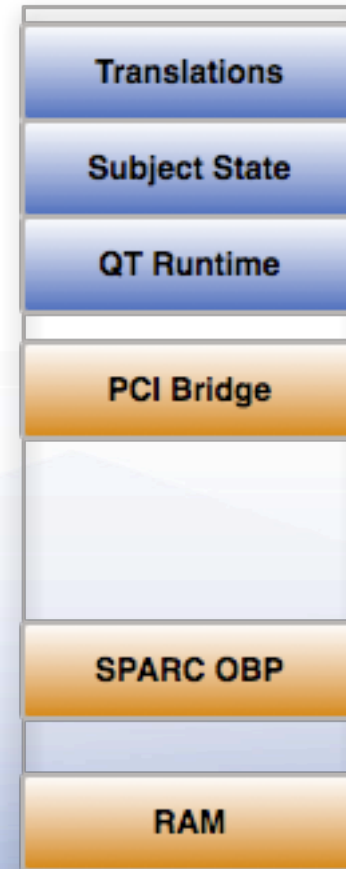 Translations
Subject State
QT Runtime
PCI Bridge
SPARC OBP
RAM